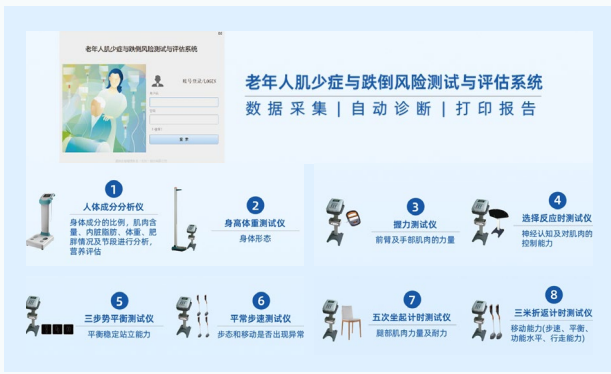 老年人肌少症与跌倒风险测试与评估系统
账号登录/LOGIN
登 录
老年人肌少症与跌倒风险测试与评估系统
数据采集 | 自动诊断 | 打印报告
1
人体成分分析仪
身体成分的比例，肌肉含
量、内脏脂肪、体重、肥
胖情况及节段进行分析，
营养评估
2
身高体重测试仪
身体形态
3
握力测试仪
前臂及手部肌肉的力量
4
选择反应时测试仪
神经认知及对肌肉的
控制能力
5
三步势平衡测试仪
平衡稳定站立能力
6
平常步速测试仪
步态和移动是否出现异常
7
五次坐起计时测试仪
腿部肌肉力量及耐力
8
三米折返计时测试仪
移动能力(步速、平衡、
功能水平、行走能力)